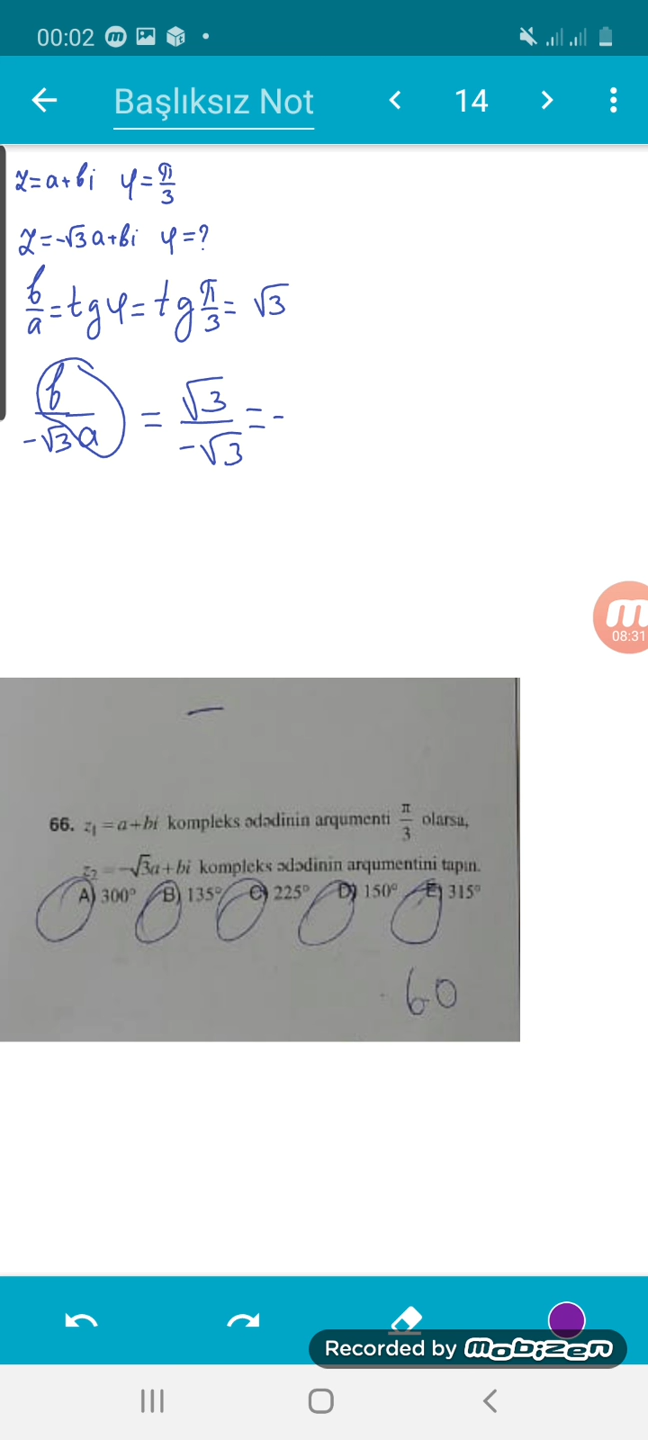 00:02
Başlıksız Not
14
z=a+bi φ=π/3
z=-√3a+bi φ=?
b/a=tgφ=tgπ/3=√3
b/-√3a = √3/-√3=-
08:31
66. z₁ = a+bi kompleks ədədinin arqumenti π/3 olarsa,
z₂ = -√3a+bi kompleks ədədinin arqumentini tapın.
A) 300° B) 135° C) 225° D) 150° E) 315°
60
Recorded by mobizen